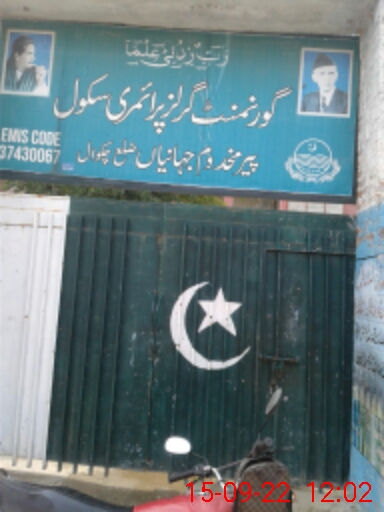 رَبِّ زِدْنِیْ عِلْمًا
گورنمنٹ گرلز پرائمری سکول
پیر مخدوم جہانیاں ضلع چکوال
EMIS CODE
37430067
15-09-22 12:02